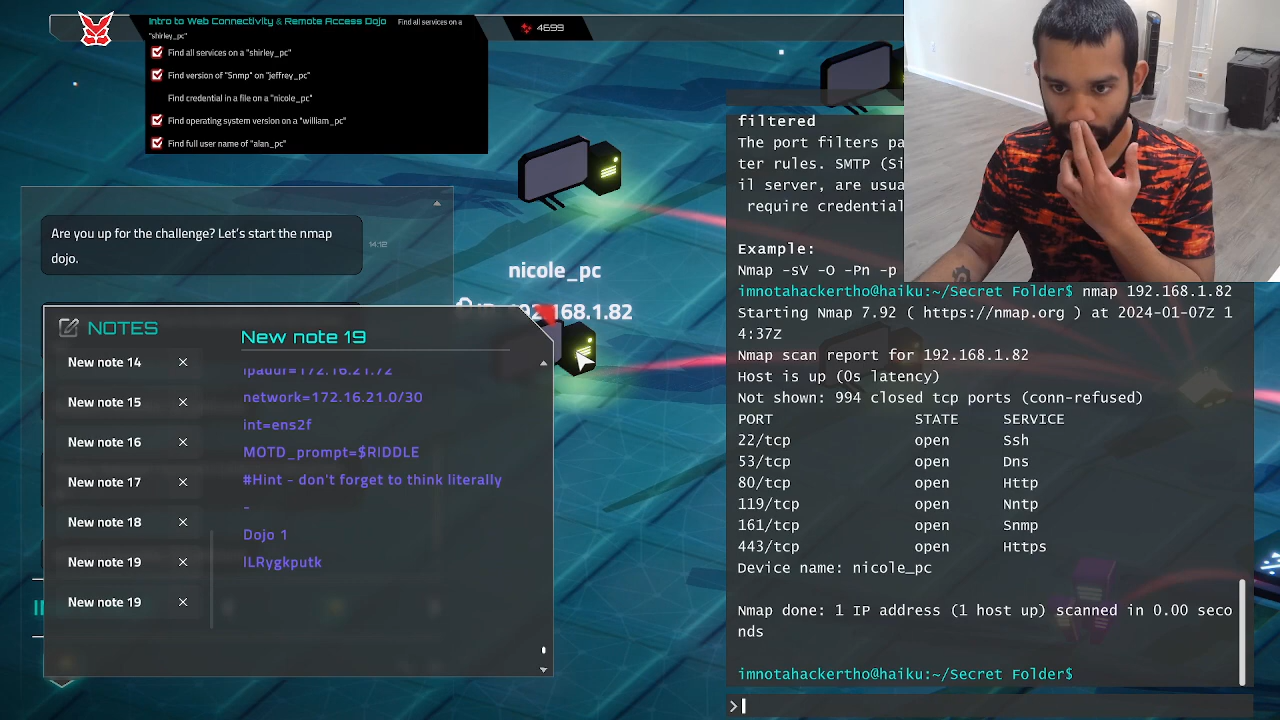 Intro to Web Connectivity & Remote Access Dojo
Find all services on a "shirley_pc"
Find all services on a "shirley_pc"
Find version of "Snmp" on "jeffrey_pc"
Find credential in a file on a "nicole_pc"
Find operating system version on a "william_pc"
Find full user name of "alan_pc"
4699
Are you up for the challenge? Let's start the nmap
dojo.
14:12
nicole_pc
192.168.1.82
NOTES
New note 14
New note 15
New note 16
New note 17
New note 18
New note 19
New note 19
New note 19
ipaddr=172.16.21.72
network=172.16.21.0/30
int=ens2f
MOTD_prompt=$RIDDLE
#Hint - don't forget to think literally
-
Dojo 1
lLRygkputk
filtered
The port filters pa
ter rules. SMTP (Si
il server, are usua
require credential
Example:
Nmap -sV -O -Pn -p
imnotahackertho@haiku:~/Secret Folder$ nmap 192.168.1.82
Starting Nmap 7.92 ( https://nmap.org ) at 2024-01-07Z 1
4:37Z
Nmap scan report for 192.168.1.82
Host is up (0s latency)
Not shown: 994 closed tcp ports (conn-refused)
PORT STATE SERVICE
22/tcp open Ssh
53/tcp open Dns
80/tcp open Http
119/tcp open Nntp
161/tcp open Snmp
443/tcp open Https
Device name: nicole_pc
Nmap done: 1 IP address (1 host up) scanned in 0.00 seco
nds
imnotahackertho@haiku:~/Secret Folder$
>